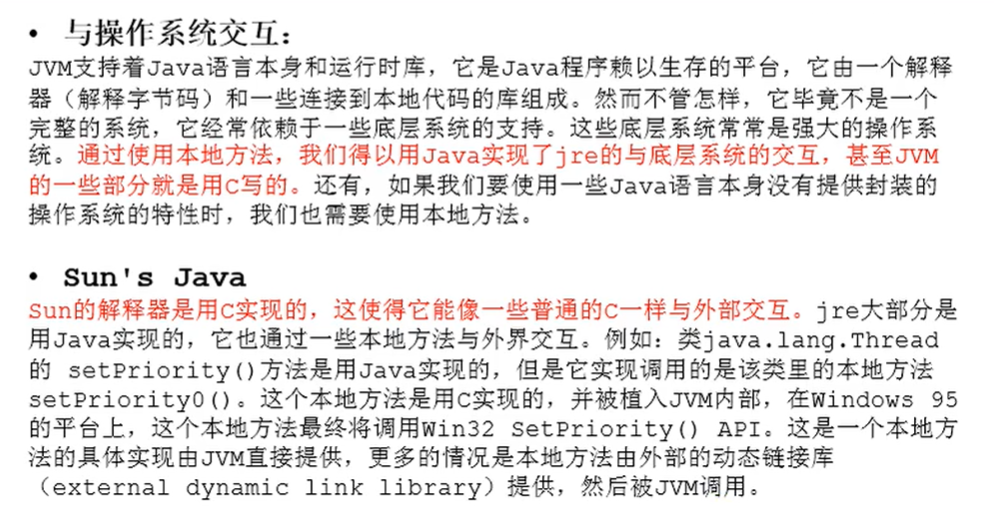 • 与操作系统交互：
JVM支持着Java语言本身和运行时库，它是Java程序赖以生存的平台，它由一个解释
器（解释字节码）和一些连接到本地代码的库组成。然而不管怎样，它毕竟不是一个
完整的系统，它经常依赖于一些底层系统的支持。这些底层系统常常是强大的操作系
统。通过使用本地方法，我们得以用Java实现了jre的与底层系统的交互，甚至JVM
的一些部分就是用C写的。还有，如果我们要使用一些Java语言本身没有提供封装的
操作系统的特性时，我们也需要使用本地方法。
• Sun's Java
Sun的解释器是用C实现的，这使得它能像一些普通的C一样与外部交互。jre大部分是
用Java实现的，它也通过一些本地方法与外界交互。例如：类java.lang.Thread
的 setPriority()方法是用Java实现的，但是它实现调用的是该类里的本地方法
setPriority0()。这个本地方法是用C实现的，并被植入JVM内部，在Windows 95
的平台上，这个本地方法最终将调用Win32 SetPriority() API。这是一个本地方
法的具体实现由JVM直接提供，更多的情况是本地方法由外部的动态链接库
（external dynamic link library）提供，然后被JVM调用。